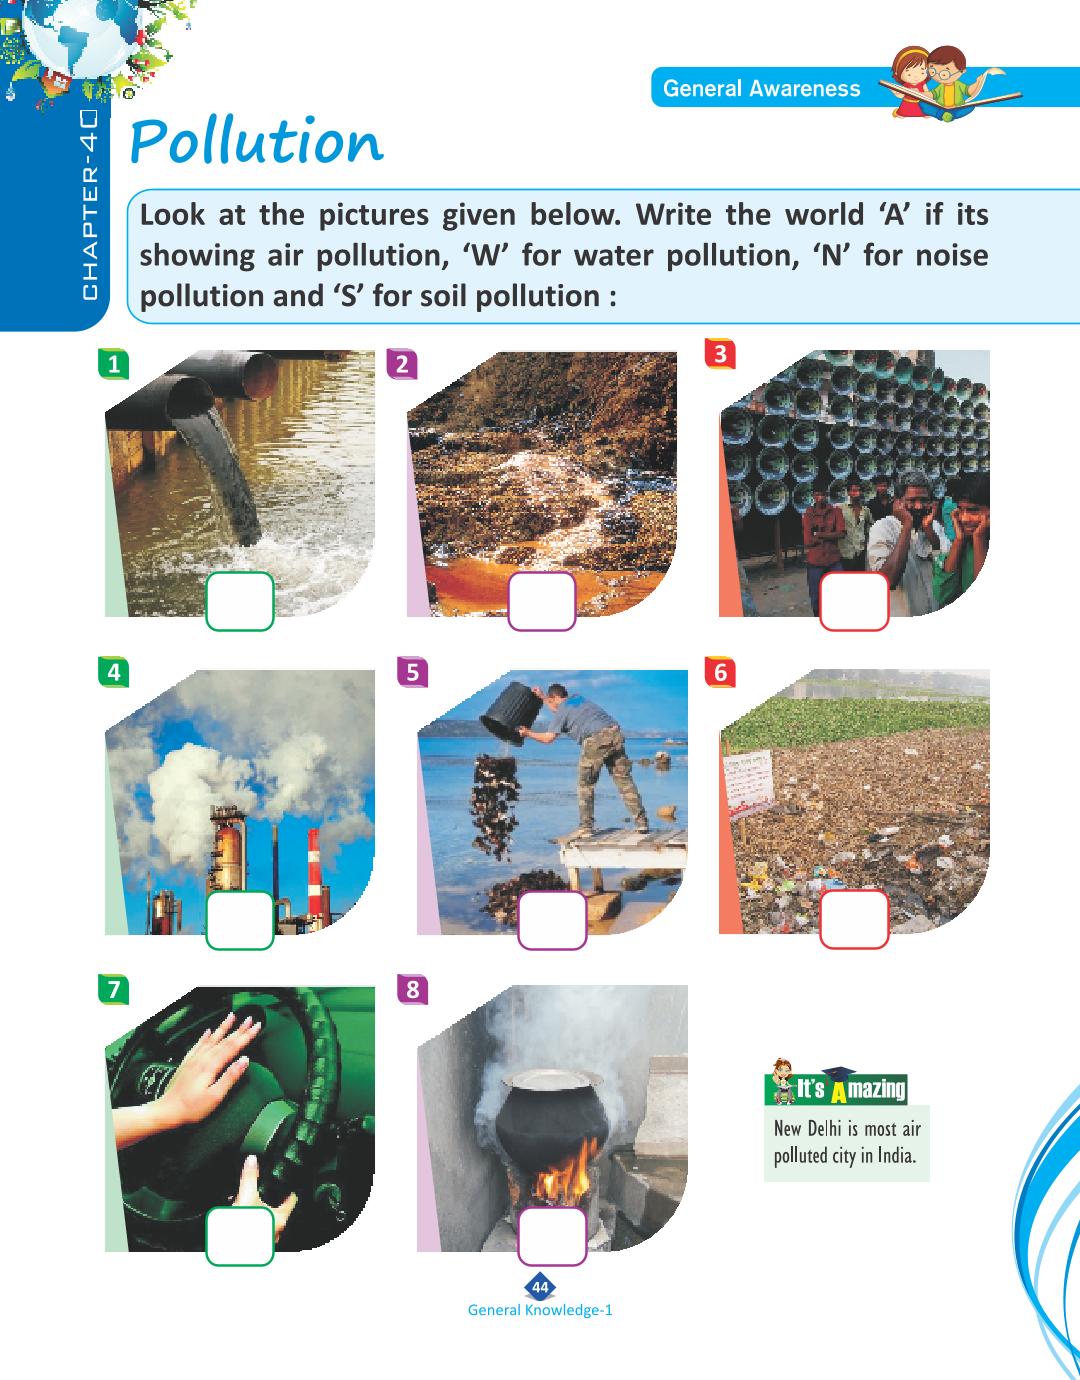 General Awareness
CHAPTER-4
Pollution
Look at the pictures given below. Write the world ‘A’ if its
showing air pollution, ‘W’ for water pollution, ‘N’ for noise
pollution and ‘S’ for soil pollution :
1
2
3
4
5
6
7
8
It's Amazing
New Delhi is most air
polluted city in India.
44
General Knowledge-1